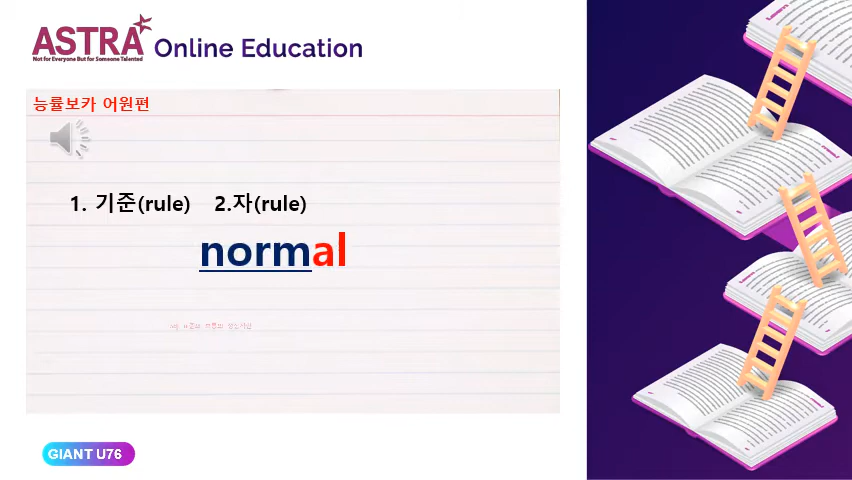 ASTRA
Not for Everyone But for Someone Talented
Online Education
능률보카 어원편
1. 기준(rule) 2.자(rule)
normal
GIANT U76